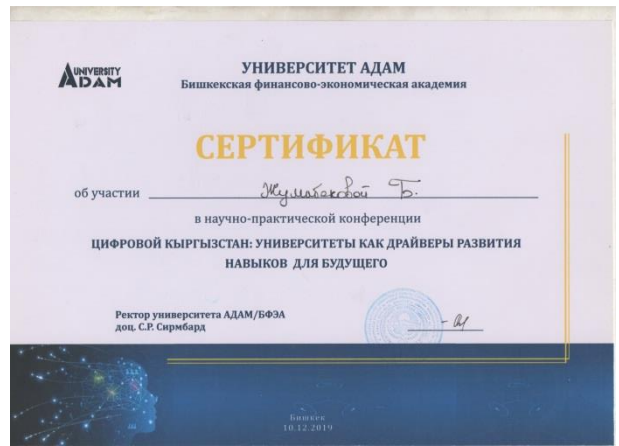 UNIVERSITY
ADAM
УНИВЕРСИТЕТ АДАМ
Бишкекская финансово-экономическая академия
СЕРТИФИКАТ
об участии Жумабековой Б.
в научно-практической конференции
ЦИФРОВОЙ КЫРГЫЗСТАН: УНИВЕРСИТЕТЫ КАК ДРАЙВЕРЫ РАЗВИТИЯ
НАВЫКОВ ДЛЯ БУДУЩЕГО
Ректор университета АДАМ/БФЭА
доц. С.Р. Сирмбард
Бишкек
10.12.2019